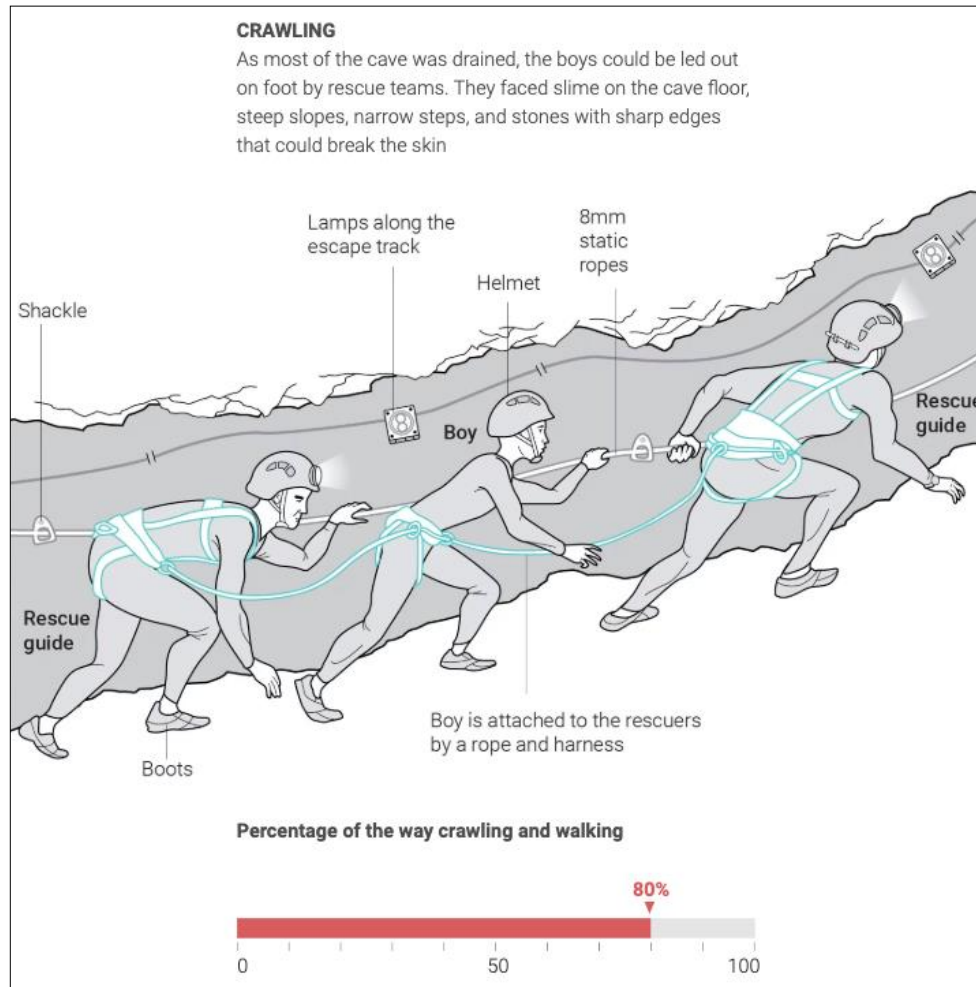 CRAWLING
As most of the cave was drained, the boys could be led out
on foot by rescue teams. They faced slime on the cave floor,
steep slopes, narrow steps, and stones with sharp edges
that could break the skin
Lamps along the
escape track
8mm
static
ropes
Helmet
Shackle
Boy
Rescue
guide
Rescue
guide
Boy is attached to the rescuers
by a rope and harness
Boots
Percentage of the way crawling and walking
80%
0
50
100